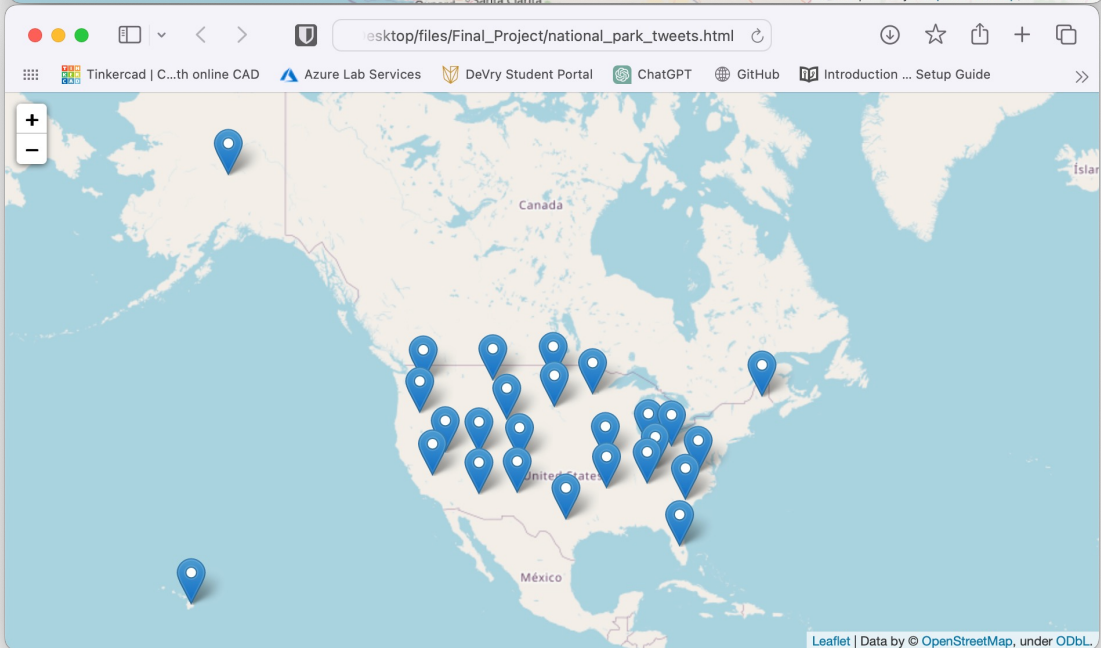 esktop/files/Final_Project/national_park_tweets.html
Tinkercad | C...th online CAD Azure Lab Services DeVry Student Portal ChatGPT GitHub Introduction ... Setup Guide
+
−
Íslan
Canada
United States
México
Leaflet | Data by © OpenStreetMap, under ODbL.